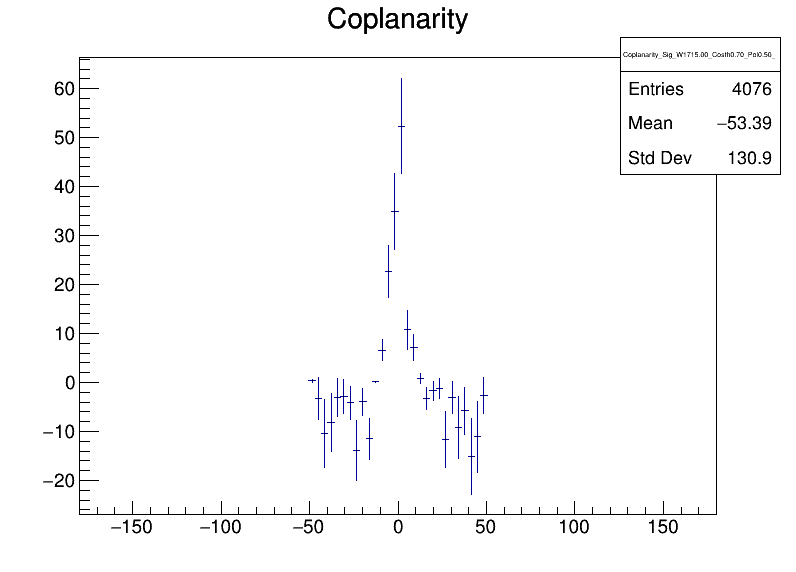 Coplanarity
Coplanarity_Sig_W1715.00_Costh0.70_Pol0.50_
Entries 4076
Mean −53.39
Std Dev 130.9
60
50
40
30
20
10
0
−10
−20
−150 −100 −50 0 50 100 150